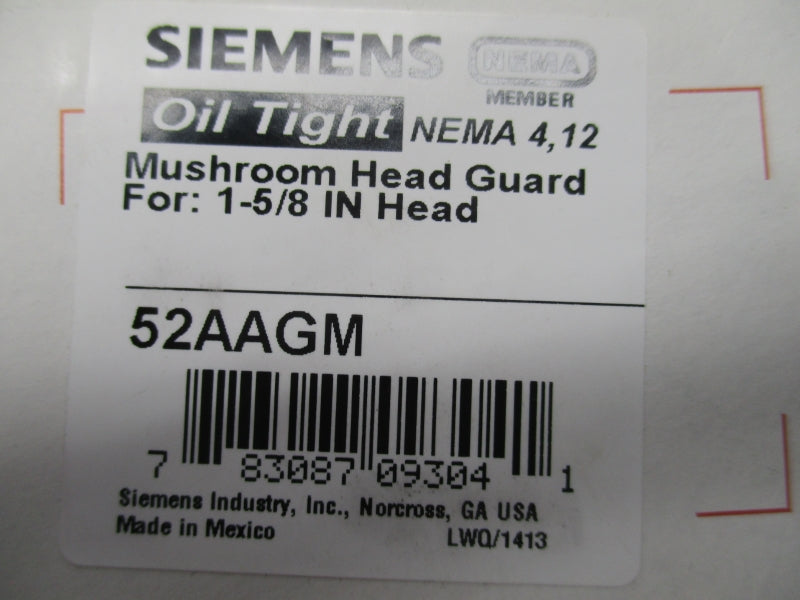 SIEMENS NEMA
MEMBER
Oil Tight NEMA 4,12
Mushroom Head Guard
For: 1-5/8 IN Head
52AAGM
7 83087 09304 1
Siemens Industry, Inc., Norcross, GA USA
Made in Mexico LWQ/1413